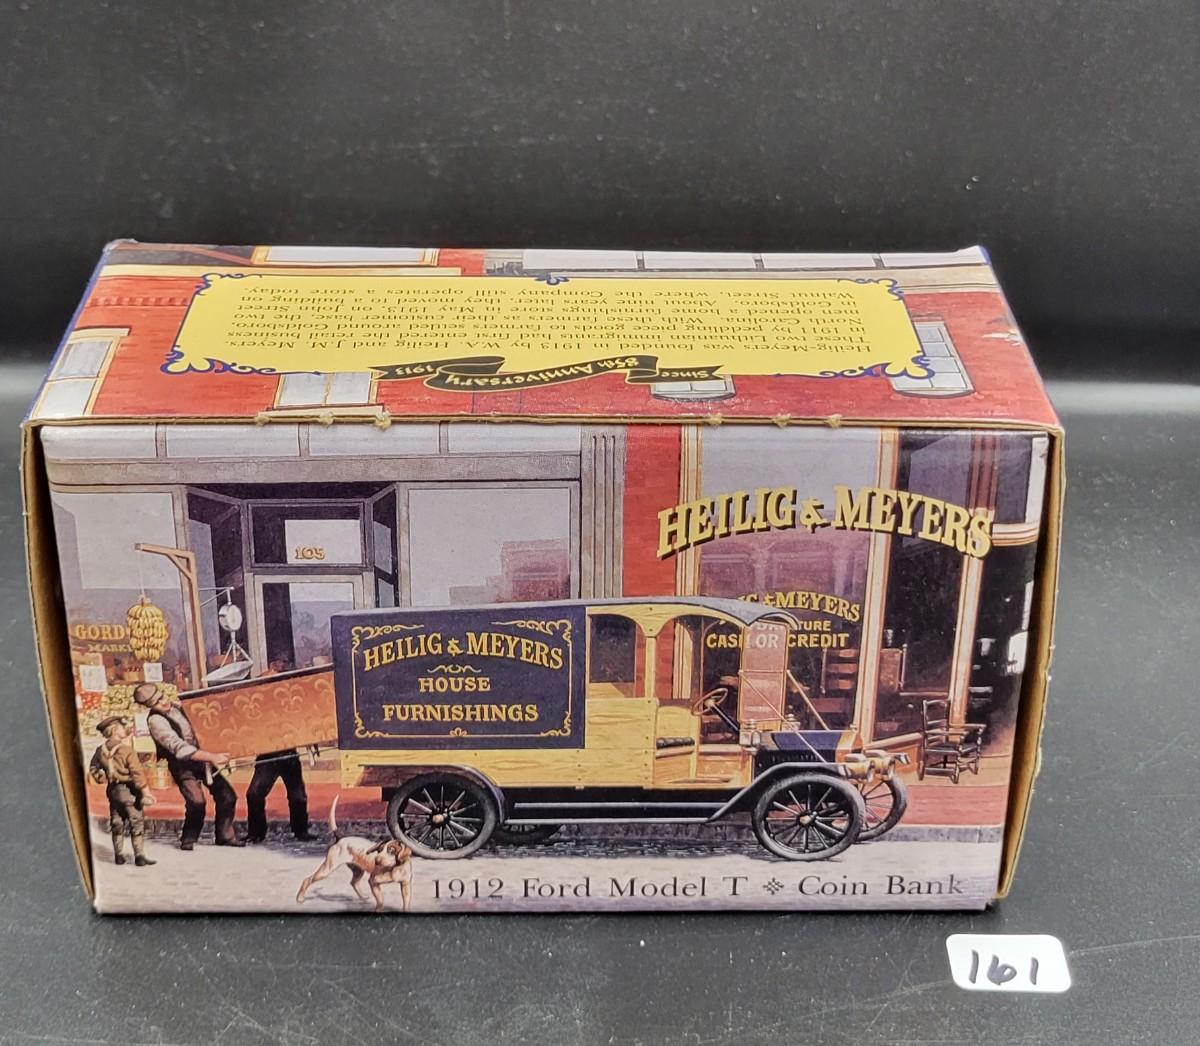 Since 85th Anniversary 1913
Heilig-Meyers was founded in 1913 by W.A. Heilig and J.M. Meyers.
These two Lithuanian immigrants had first entered the retail business
in 1911 by peddling piece goods to farmers settled around Goldsboro,
North Carolina. With these farmers as their customer base, the two
men opened a home furnishings store in May 1913, on John Street
in Goldsboro. About nine years later, they moved to a building on
Walnut Street, where the Company still operates a store today.
HEILIG & MEYERS
105
GORD
MARK
& MEYERS
CASH OR CREDIT
HEILIG & MEYERS
HOUSE
FURNISHINGS
1912 Ford Model T ❖ Coin Bank
161